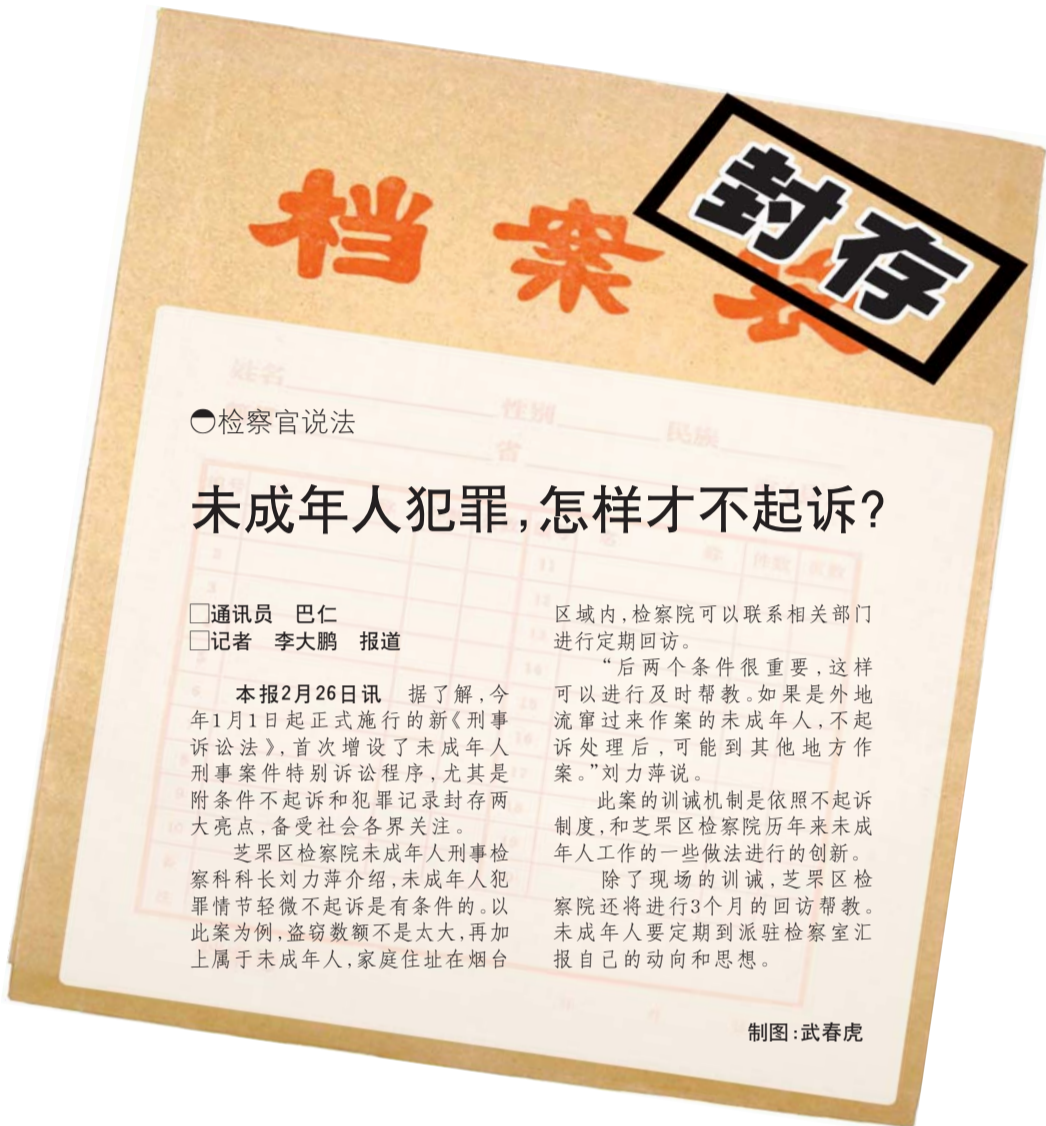 档案袋
封存
姓名
性别
民族
省
检察官说法
未成年人犯罪,怎样才不起诉?
□通讯员 巴仁
□记者 李大鹏 报道
本报2月26日讯 据了解,今
年1月1日起正式施行的新《刑事
诉讼法》,首次增设了未成年人
刑事案件特别诉讼程序,尤其是
附条件不起诉和犯罪记录封存两
大亮点,备受社会各界关注。
芝罘区检察院未成年人刑事检
察科科长刘力萍介绍,未成年人犯
罪情节轻微不起诉是有条件的。以
此案为例,盗窃数额不是太大,再加
上属于未成年人,家庭住址在烟台
区域内,检察院可以联系相关部门
进行定期回访。
“后两个条件很重要,这样
可以进行及时帮教。如果是外地
流窜过来作案的未成年人,不起
诉处理后,可能到其他地方作
案。”刘力萍说。
此案的训诫机制是依照不起诉
制度,和芝罘区检察院历年来未成
年人工作的一些做法进行的创新。
除了现场的训诫,芝罘区检
察院还将进行3个月的回访帮教。
未成年人要定期到派驻检察室汇
报自己的动向和思想。
制图:武春虎